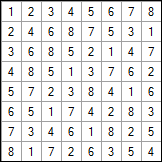 1 2 3 4 5 6 7 8
2 4 6 8 7 5 3 1
3 6 8 5 2 1 4 7
4 8 5 1 3 7 6 2
5 7 2 3 8 4 1 6
6 5 1 7 4 2 8 3
7 3 4 6 1 8 2 5
8 1 7 2 6 3 5 4